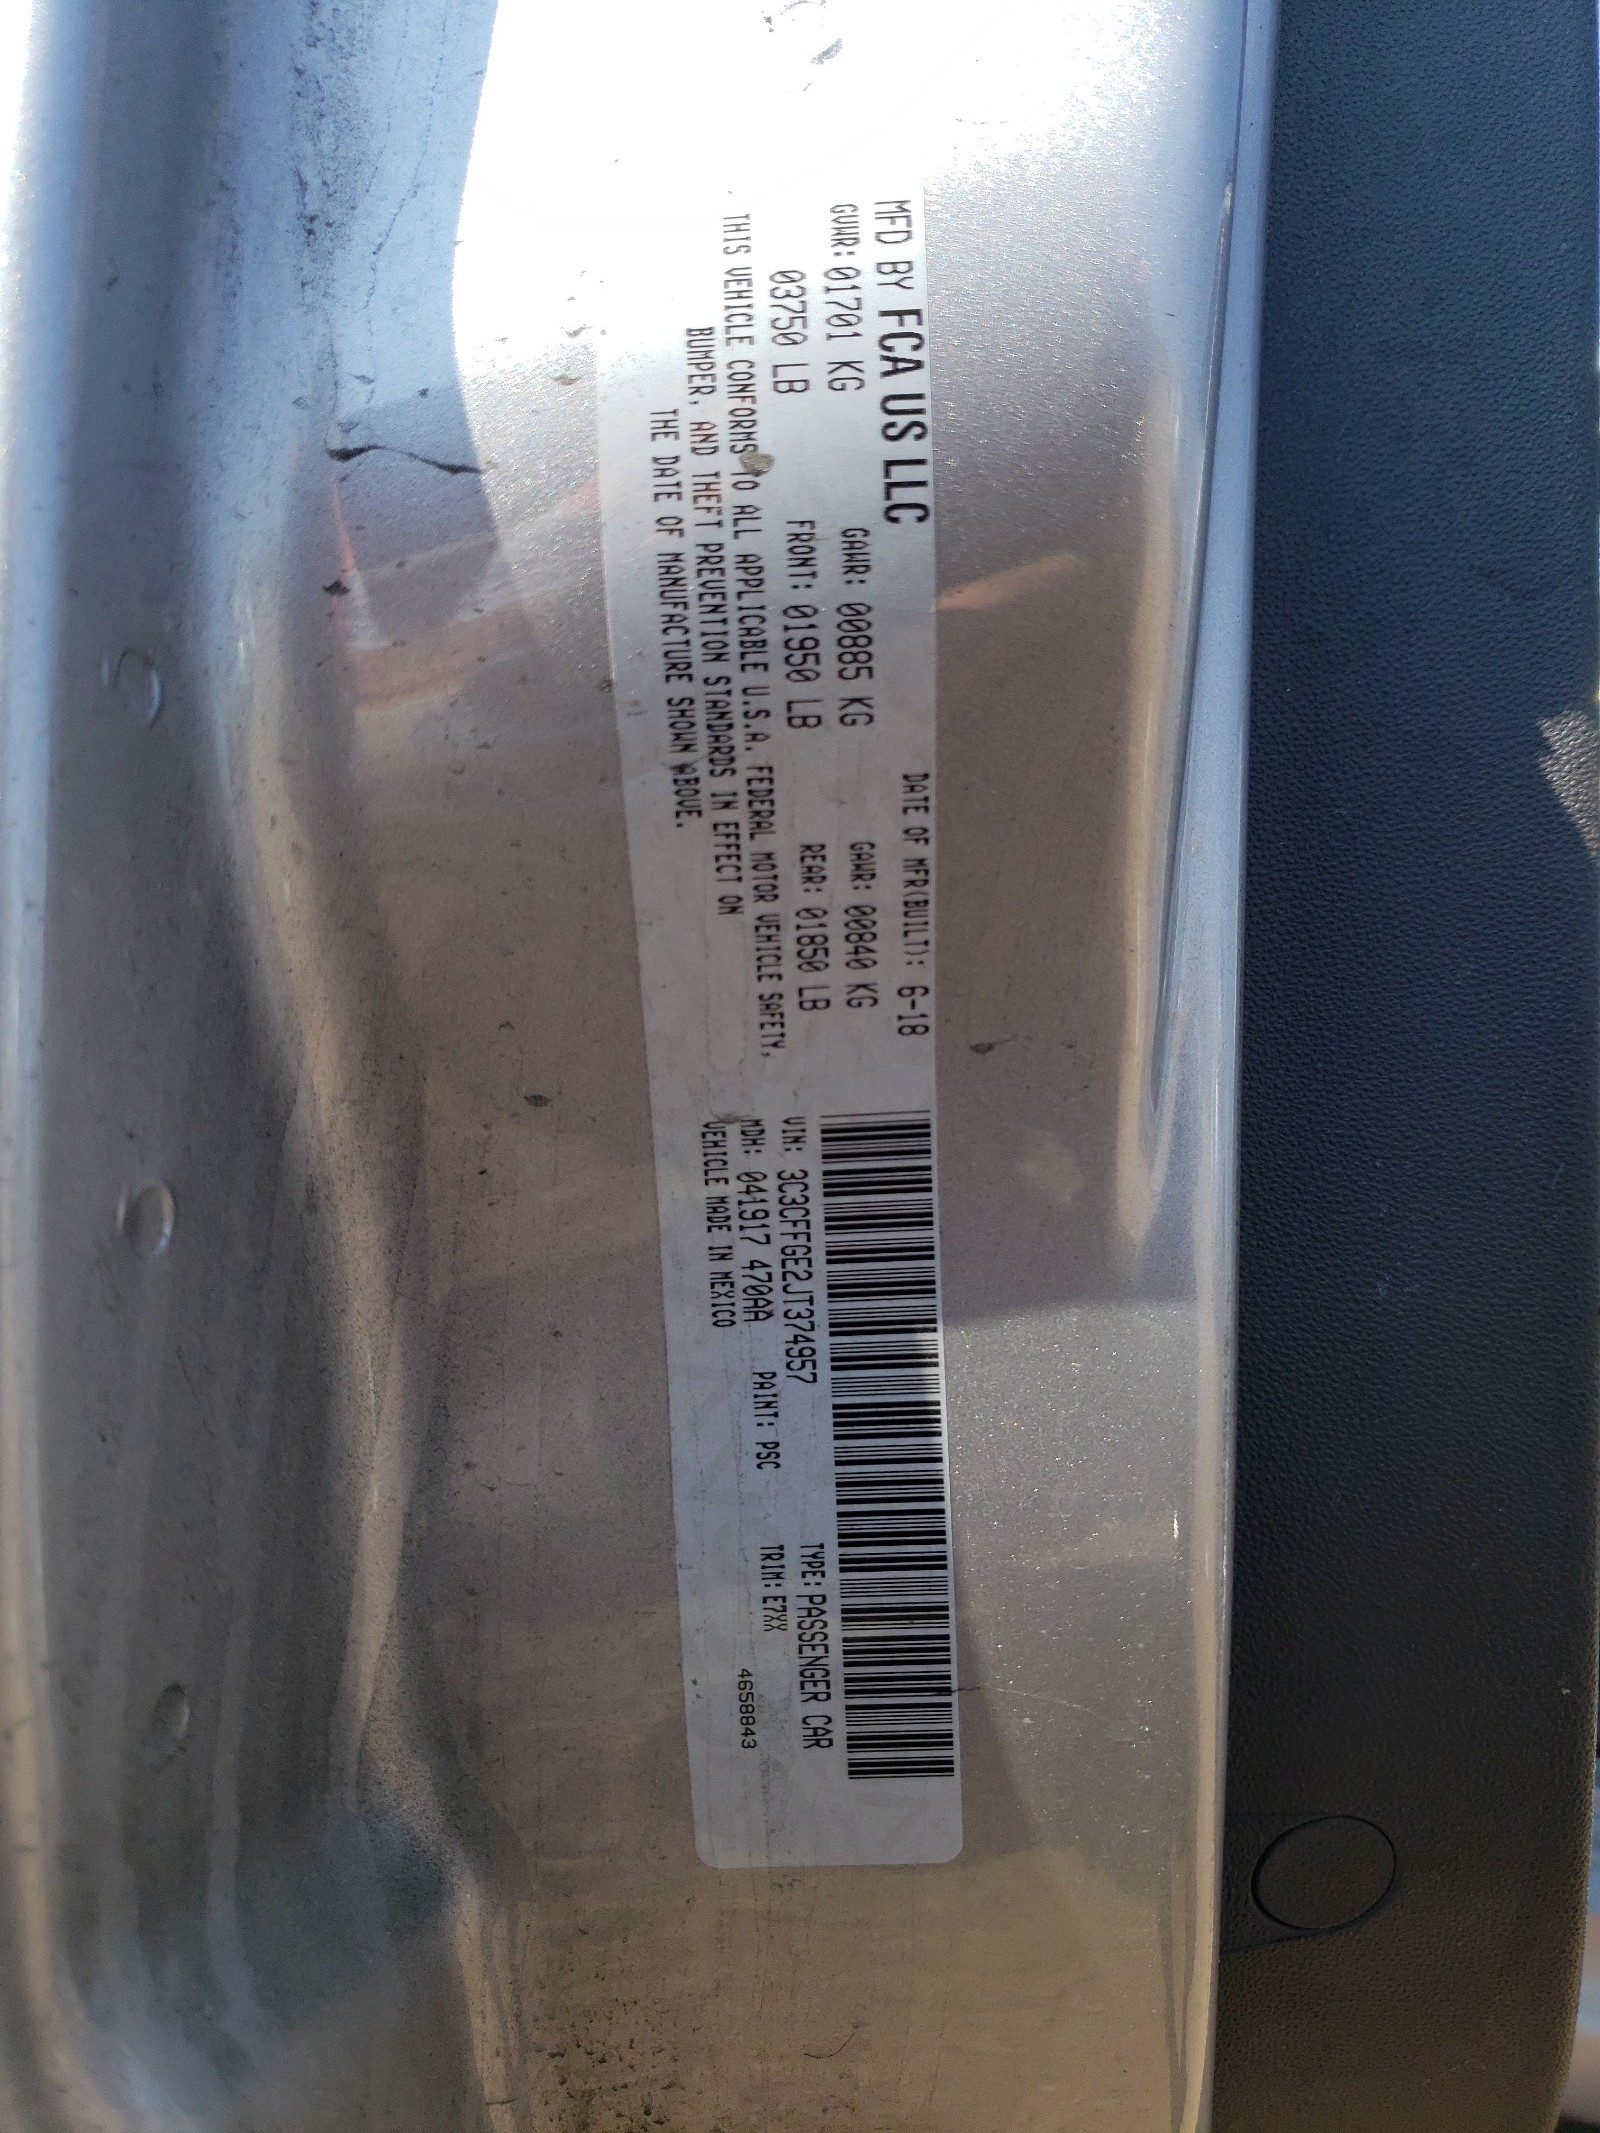 MFD BY FCA US LLC
DATE OF MFR(BUILT): 6-18
GVWR: 01701 KG
GAWR: 00885 KG
GAWR: 00840 KG
03750 LB
FRONT: 01950 LB
REAR: 01850 LB
THIS VEHICLE CONFORMS TO ALL APPLICABLE U.S.A. FEDERAL MOTOR VEHICLE SAFETY,
BUMPER, AND THEFT PREVENTION STANDARDS IN EFFECT ON
THE DATE OF MANUFACTURE SHOWN ABOVE.
VIN: 3C3CFFGE2JT374957
TYPE: PASSENGER CAR
MDH: 041917 470AA
PAINT: PSC
TRIM: E7XX
VEHICLE MADE IN MEXICO
4658843